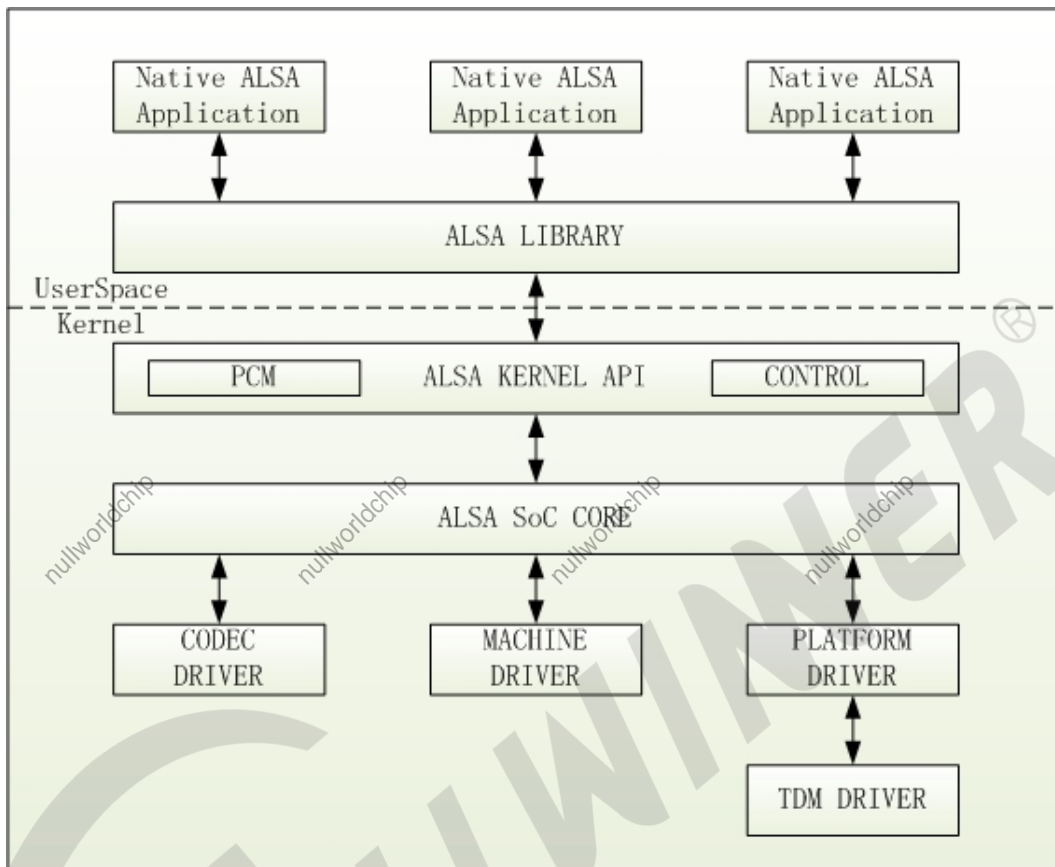 Native ALSA
Application
Native ALSA
Application
Native ALSA
Application
ALSA LIBRARY
UserSpace
Kernel
PCM
ALSA KERNEL API
CONTROL
nullworldchip
nullworldchip
nullworldchip
nullworldchip
ALSA SoC CORE
CODEC
DRIVER
MACHINE
DRIVER
PLATFORM
DRIVER
TDM DRIVER
WINNER
®